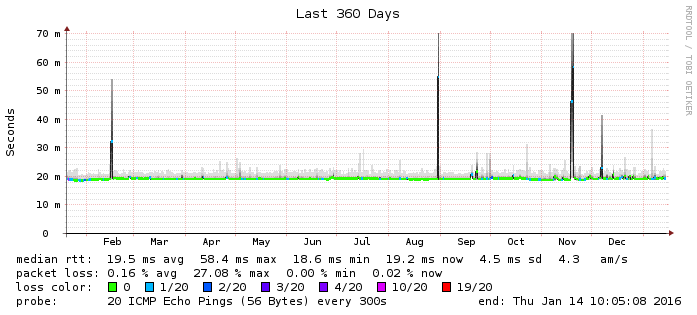 Last 360 Days
RRDTOOL / TOBI OETIKER
Seconds
70 m
60 m
50 m
40 m
30 m
20 m
10 m
0
Feb Mar Apr May Jun Jul Aug Sep Oct Nov Dec
median rtt: 19.5 ms avg 58.4 ms max 18.6 ms min 19.2 ms now 4.5 ms sd 4.3 am/s
packet loss: 0.16 % avg 27.08 % max 0.00 % min 0.02 % now
loss color: 0 1/20 2/20 3/20 4/20 10/20 19/20
probe: 20 ICMP Echo Pings (56 Bytes) every 300s end: Thu Jan 14 10:05:08 2016